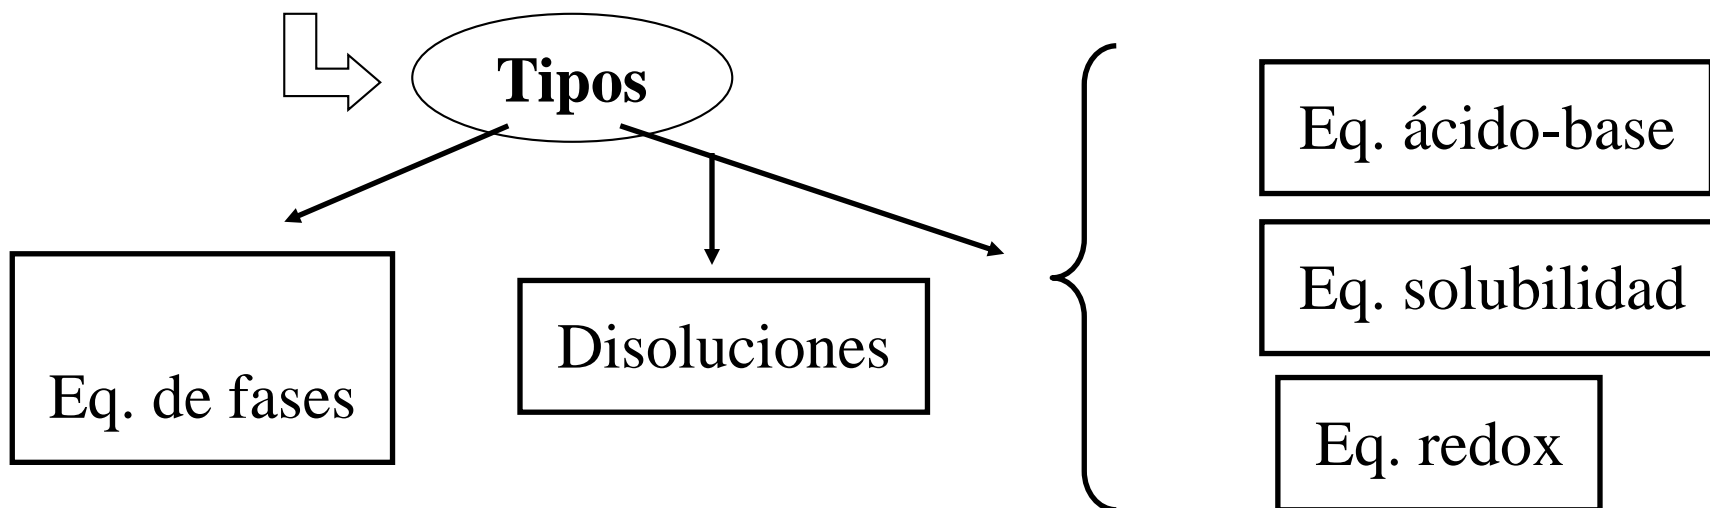 Tipos
Eq. de fases
Disoluciones
Eq. ácido-base
Eq. solubilidad
Eq. redox